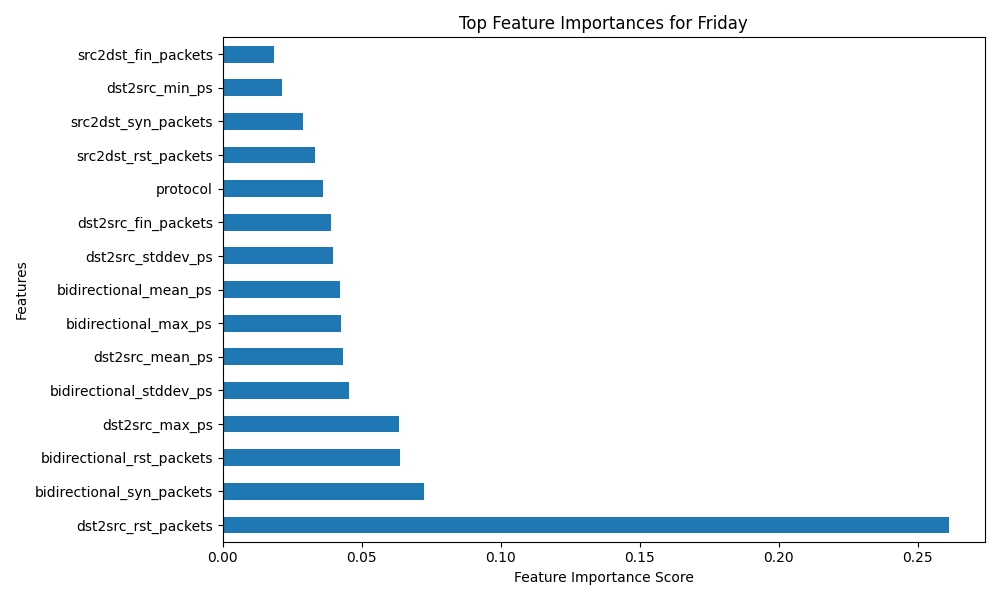 Top Feature Importances for Friday
src2dst_fin_packets
dst2src_min_ps
src2dst_syn_packets
src2dst_rst_packets
protocol
dst2src_fin_packets
dst2src_stddev_ps
bidirectional_mean_ps
bidirectional_max_ps
dst2src_mean_ps
bidirectional_stddev_ps
dst2src_max_ps
bidirectional_rst_packets
bidirectional_syn_packets
dst2src_rst_packets
Features
0.00 0.05 0.10 0.15 0.20 0.25
Feature Importance Score